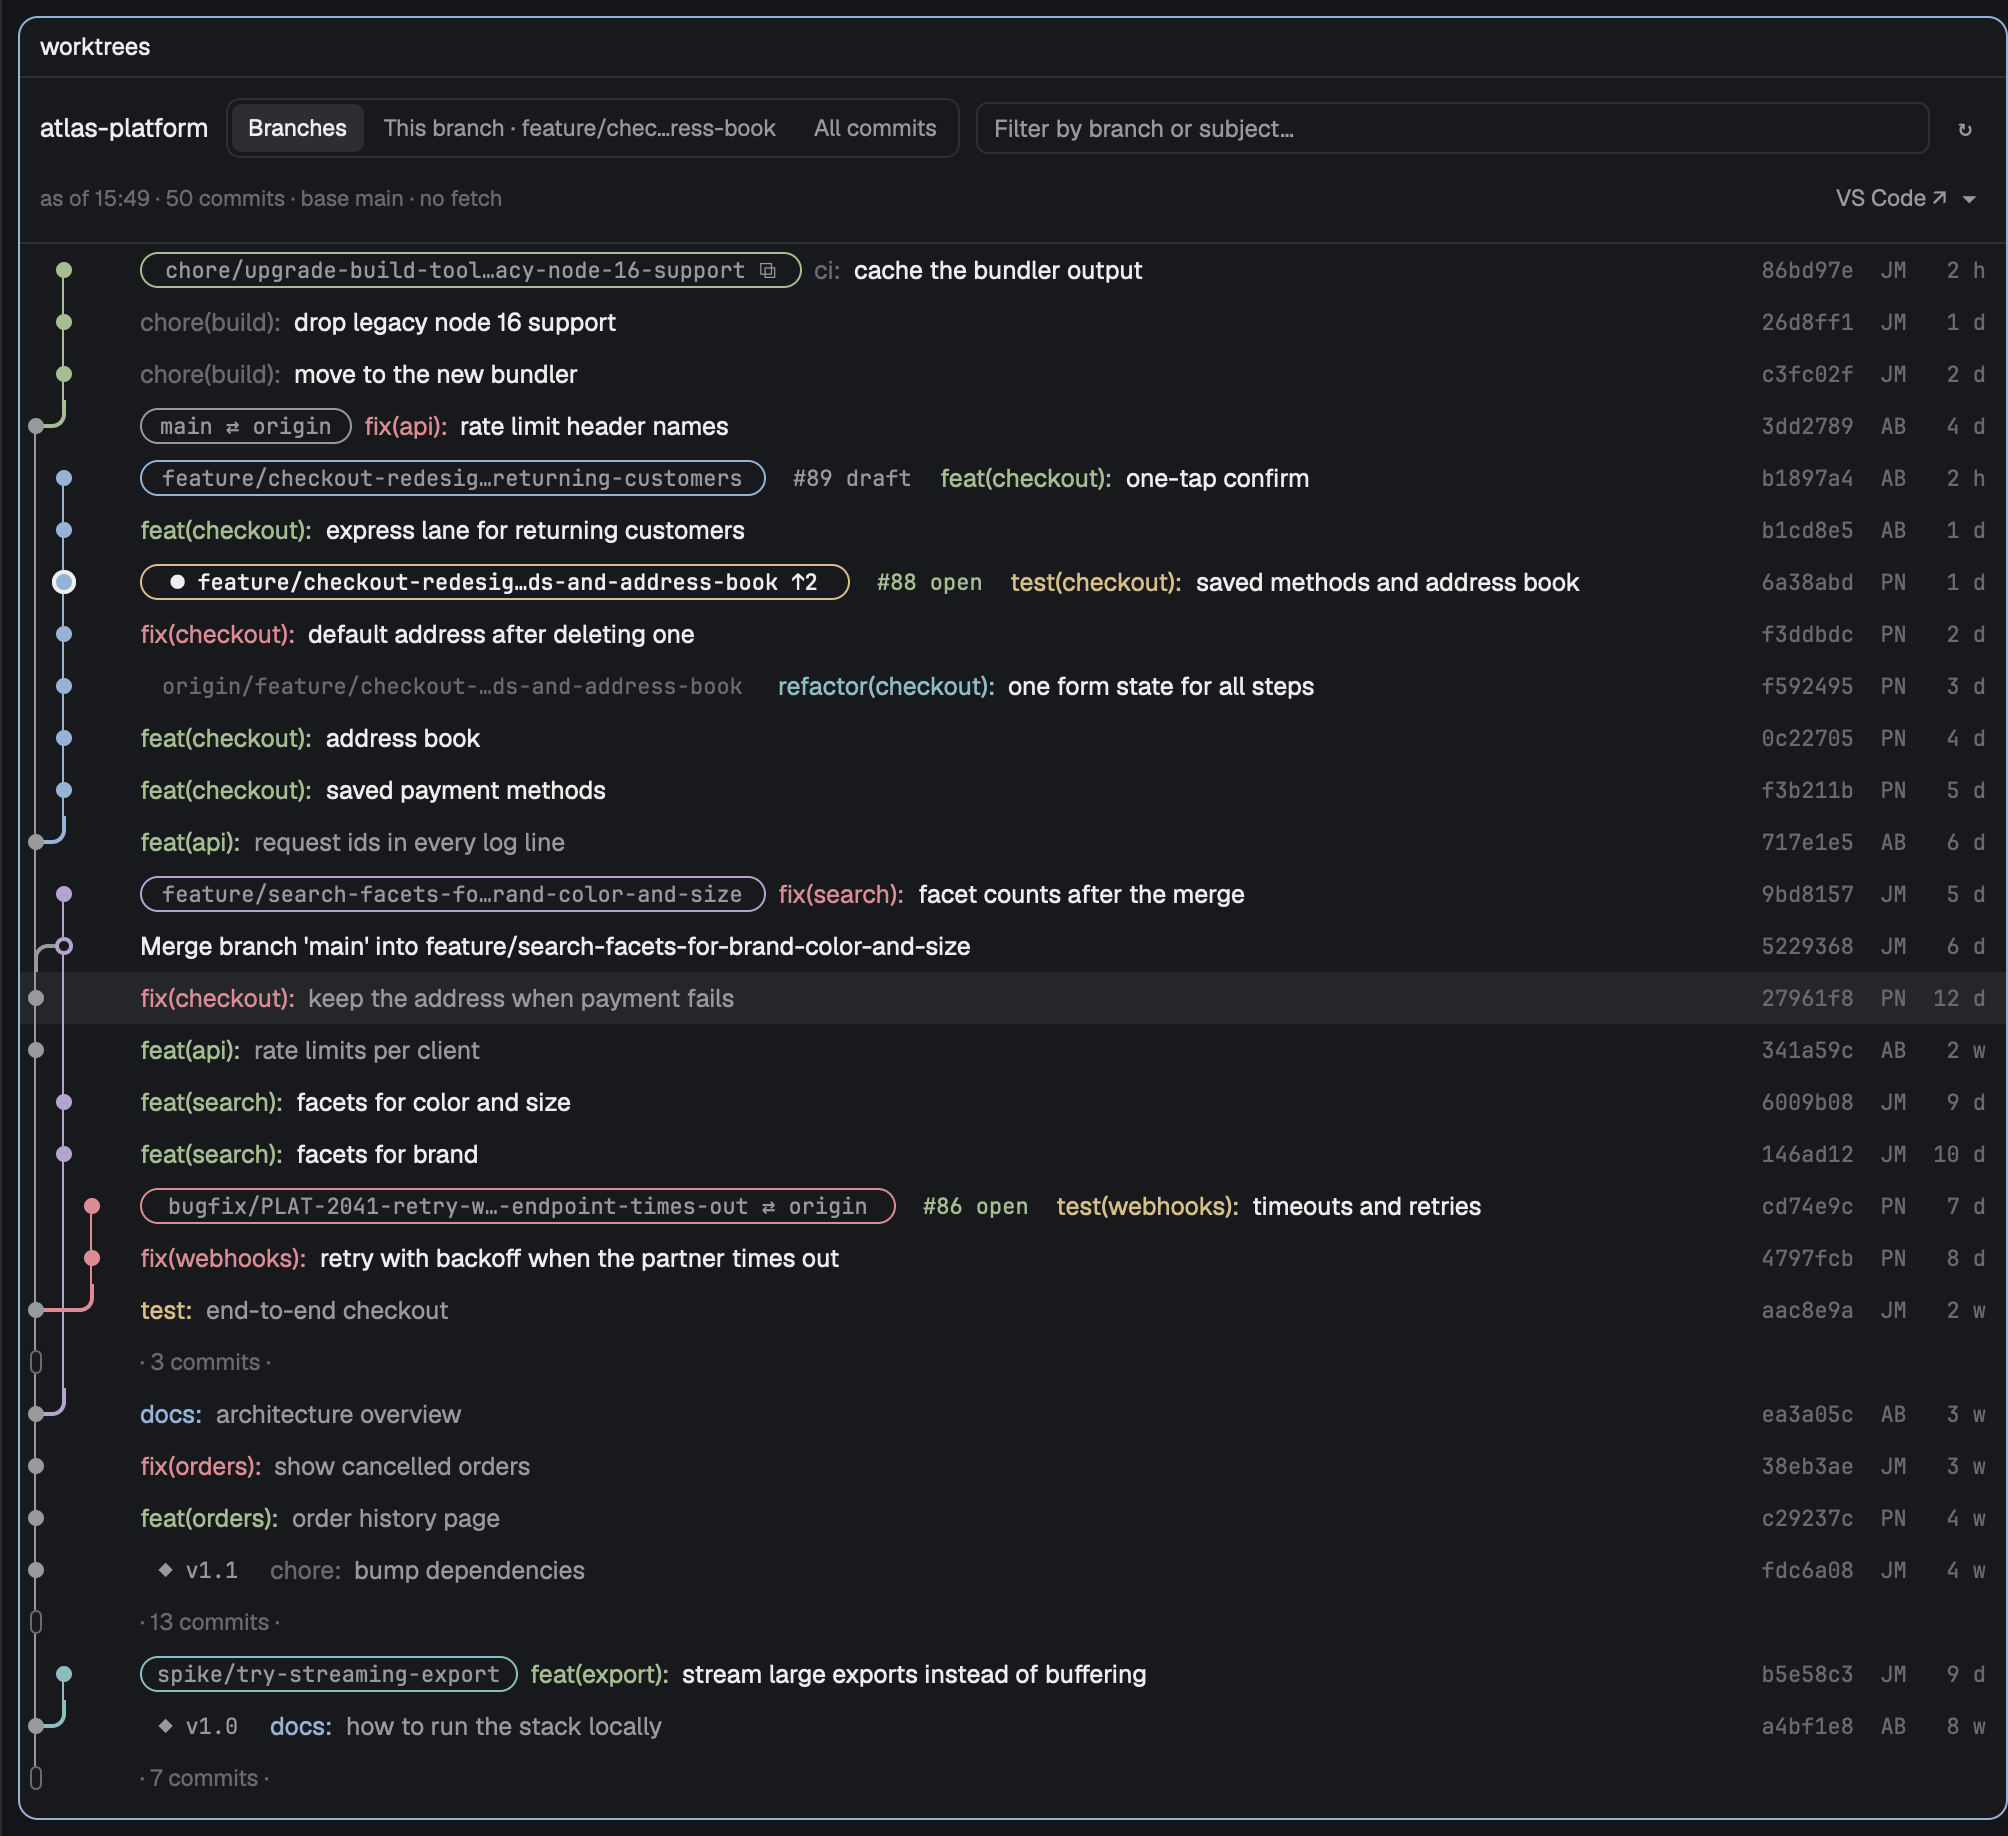 worktrees
atlas-platform Branches This branch · feature/chec…ress-book All commits Filter by branch or subject… ↻
as of 15:49 · 50 commits · base main · no fetch VS Code ↗
chore/upgrade-build-tool…acy-node-16-support ci: cache the bundler output 86bd97e JM 2 h
chore(build): drop legacy node 16 support 26d8ff1 JM 1 d
chore(build): move to the new bundler c3fc02f JM 2 d
main ⇄ origin fix(api): rate limit header names 3dd2789 AB 4 d
feature/checkout-redesig…returning-customers #89 draft feat(checkout): one-tap confirm b1897a4 AB 2 h
feat(checkout): express lane for returning customers b1cd8e5 AB 1 d
● feature/checkout-redesig…ds-and-address-book ↑2 #88 open test(checkout): saved methods and address book 6a38abd PN 1 d
fix(checkout): default address after deleting one f3ddbdc PN 2 d
origin/feature/checkout-…ds-and-address-book refactor(checkout): one form state for all steps f592495 PN 3 d
feat(checkout): address book 0c22705 PN 4 d
feat(checkout): saved payment methods f3b211b PN 5 d
feat(api): request ids in every log line 717e1e5 AB 6 d
feature/search-facets-fo…rand-color-and-size fix(search): facet counts after the merge 9bd8157 JM 5 d
Merge branch 'main' into feature/search-facets-for-brand-color-and-size 5229368 JM 6 d
fix(checkout): keep the address when payment fails 27961f8 PN 12 d
feat(api): rate limits per client 341a59c AB 2 w
feat(search): facets for color and size 6009b08 JM 9 d
feat(search): facets for brand 146ad12 JM 10 d
bugfix/PLAT-2041-retry-w…-endpoint-times-out ⇄ origin #86 open test(webhooks): timeouts and retries cd74e9c PN 7 d
fix(webhooks): retry with backoff when the partner times out 4797fcb PN 8 d
test: end-to-end checkout aac8e9a JM 2 w
· 3 commits ·
docs: architecture overview ea3a05c AB 3 w
fix(orders): show cancelled orders 38eb3ae JM 3 w
feat(orders): order history page c29237c PN 4 w
◆ v1.1 chore: bump dependencies fdc6a08 JM 4 w
· 13 commits ·
spike/try-streaming-export feat(export): stream large exports instead of buffering b5e58c3 JM 9 d
◆ v1.0 docs: how to run the stack locally a4bf1e8 AB 8 w
· 7 commits ·